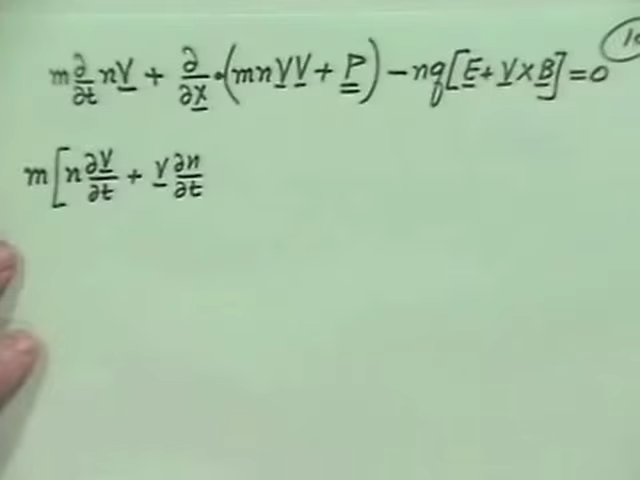 m ∂/∂t nV + ∂/∂x · (mnVV + P) − nq[E + V×B] = 0
m[n ∂V/∂t + V ∂n/∂t